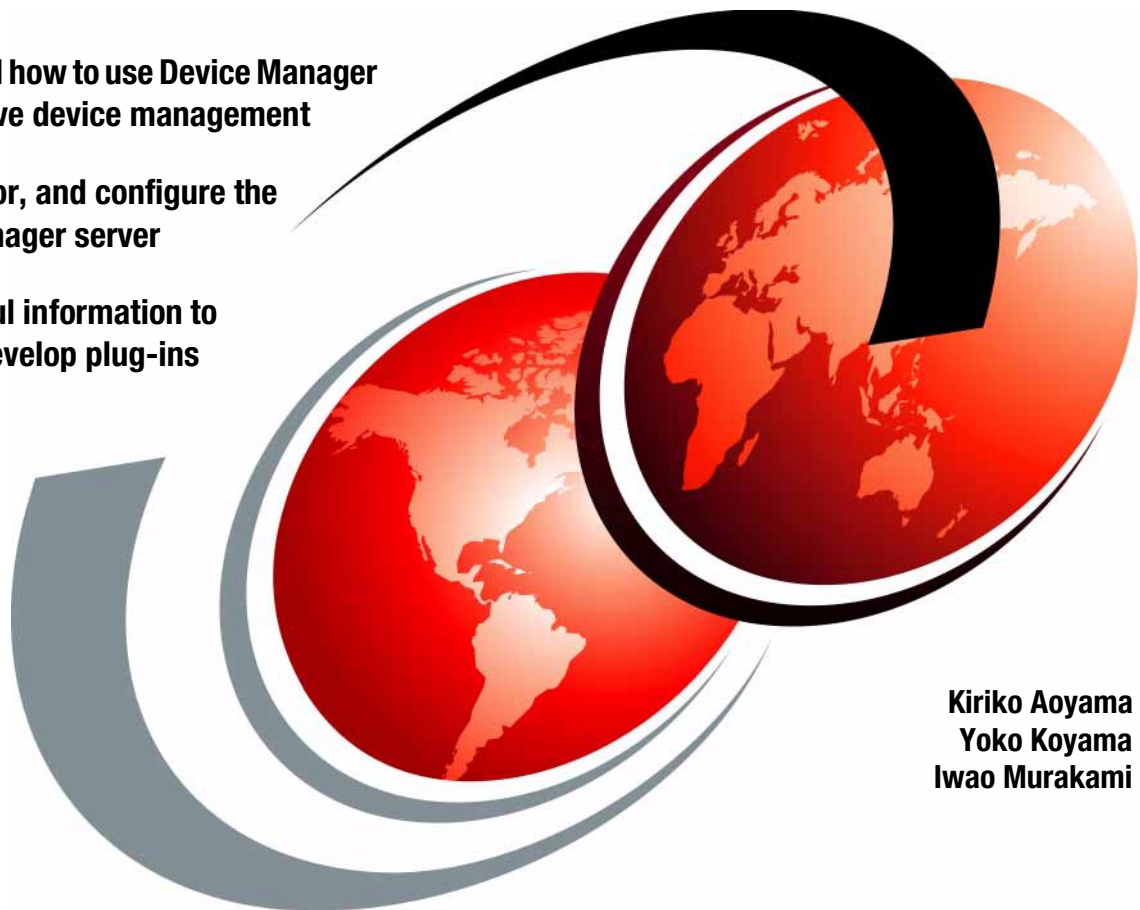 how to use Device Manager
ve device management
or, and configure the
nager server
ul information to
evelop plug-ins
Kiriko Aoyama
Yoko Koyama
Iwao Murakami